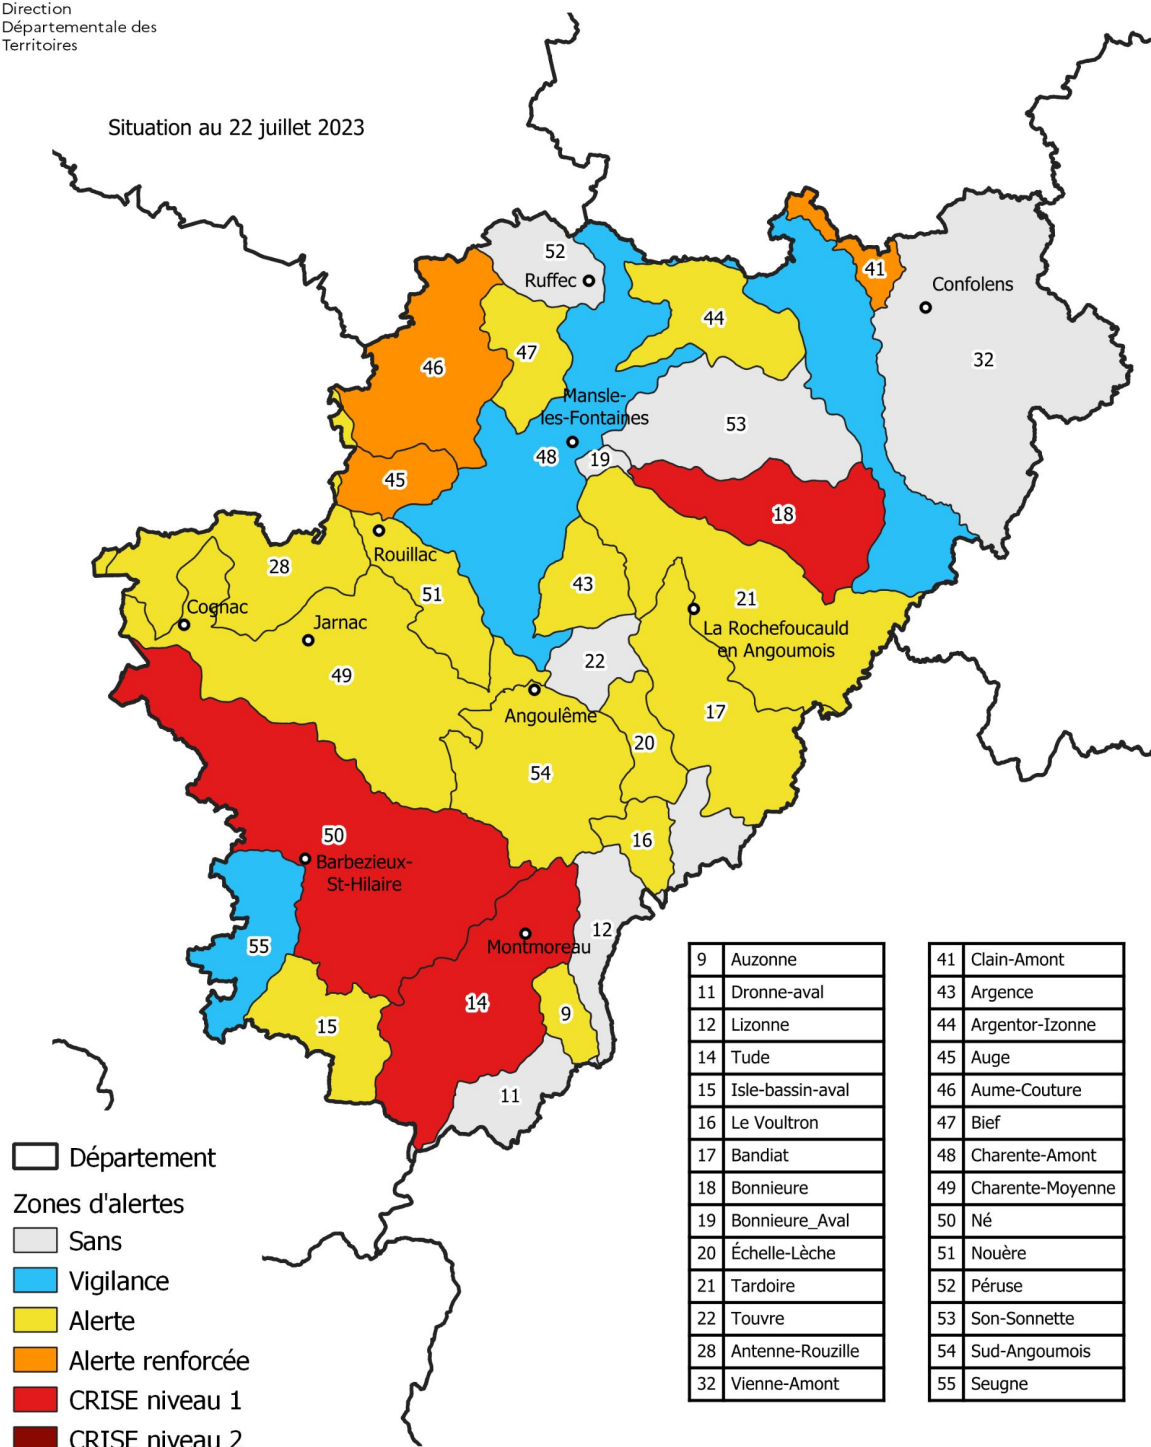 Direction
Départementale des
Territoires
Situation au 22 juillet 2023
52
Ruffec
41
Confolens
44
47
46
32
Mansle-
les-Fontaines
53
48
19
45
18
Rouillac
28
43
51
21
Cognac
Jarnac
La Rochefoucauld
en Angoumois
22
49
17
Angoulême
20
54
50
16
Barbezieux-
St-Hilaire
12
55
Montmoreau
14
9
15
11
9 Auzonne
11 Dronne-aval
12 Lizonne
14 Tude
15 Isle-bassin-aval
16 Le Voultron
17 Bandiat
18 Bonnieure
19 Bonnieure_Aval
20 Échelle-Lèche
21 Tardoire
22 Touvre
28 Antenne-Rouzille
32 Vienne-Amont
41 Clain-Amont
43 Argence
44 Argentor-Izonne
45 Auge
46 Aume-Couture
47 Bief
48 Charente-Amont
49 Charente-Moyenne
50 Né
51 Nouère
52 Péruse
53 Son-Sonnette
54 Sud-Angoumois
55 Seugne
Département
Zones d'alertes
Sans
Vigilance
Alerte
Alerte renforcée
CRISE niveau 1
CRISE niveau 2